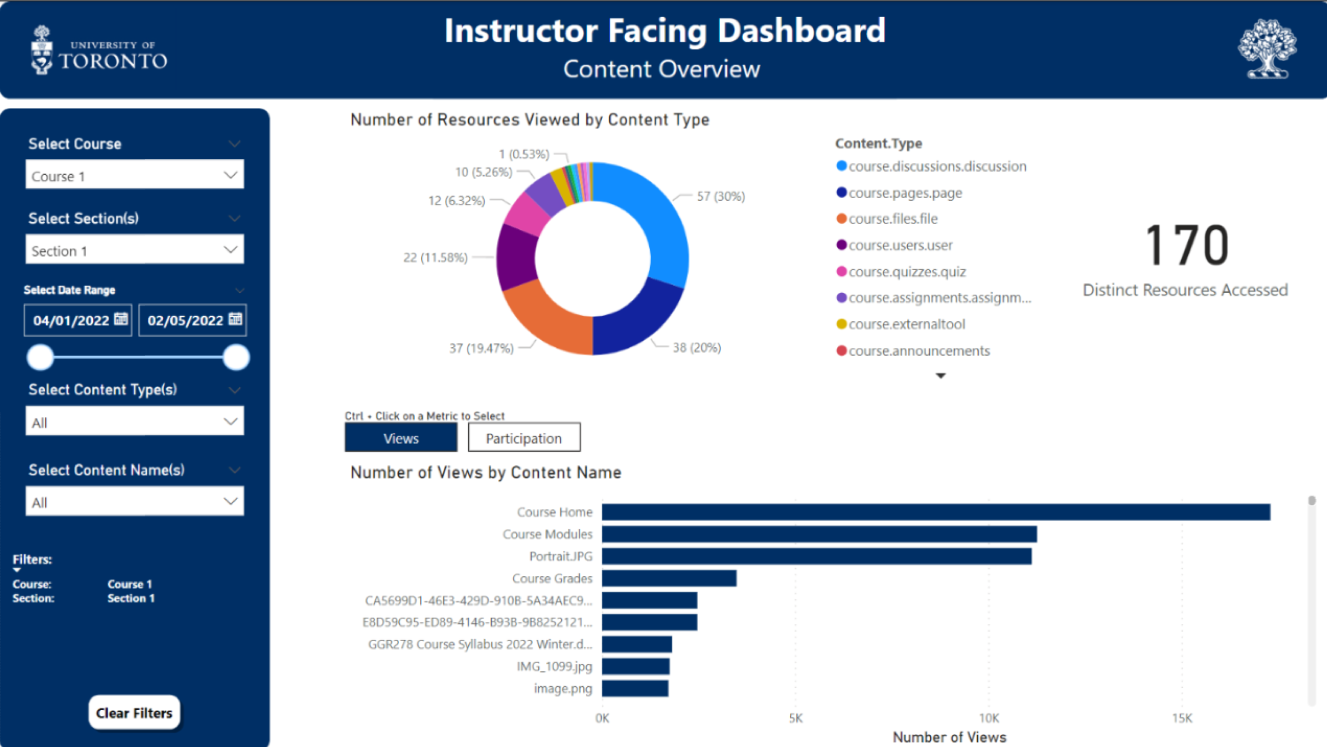 UNIVERSITY OF
TORONTO
Instructor Facing Dashboard
Content Overview
Select Course
Course 1
Select Section(s)
Section 1
Select Date Range
04/01/2022
02/05/2022
Select Content Type(s)
All
Select Content Name(s)
All
Filters:
Course: Course 1
Section: Section 1
Clear Filters
Number of Resources Viewed by Content Type
1 (0.53%)
10 (5.26%)
12 (6.32%)
22 (11.58%)
37 (19.47%)
57 (30%)
38 (20%)
Content.Type
course.discussions.discussion
course.pages.page
course.files.file
course.users.user
course.quizzes.quiz
course.assignments.assignm...
course.externaltool
course.announcements
170
Distinct Resources Accessed
Ctrl + Click on a Metric to Select
Views
Participation
Number of Views by Content Name
Course Home
Course Modules
Portrait.JPG
Course Grades
CA5699D1-46E3-429D-910B-5A34AEC9...
E8D59C95-ED89-4146-B93B-9B8252121...
GGR278 Course Syllabus 2022 Winter.d...
IMG_1099.jpg
image.png
0K 5K 10K 15K
Number of Views